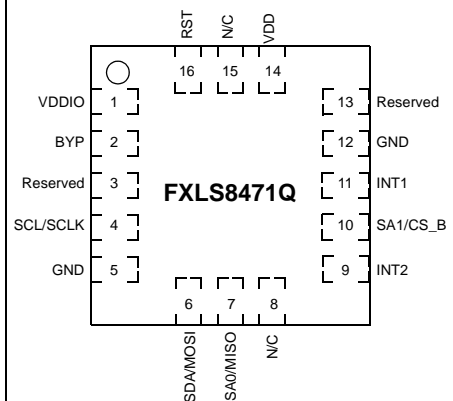 RST N/C VDD
16 15 14
VDDIO 1 13 Reserved
BYP 2 12 GND
Reserved 3 11 INT1
FXLS8471Q
SCL/SCLK 4 10 SA1/CS_B
GND 5 9 INT2
6 7 8
SDA/MOSI SA0/MISO N/C